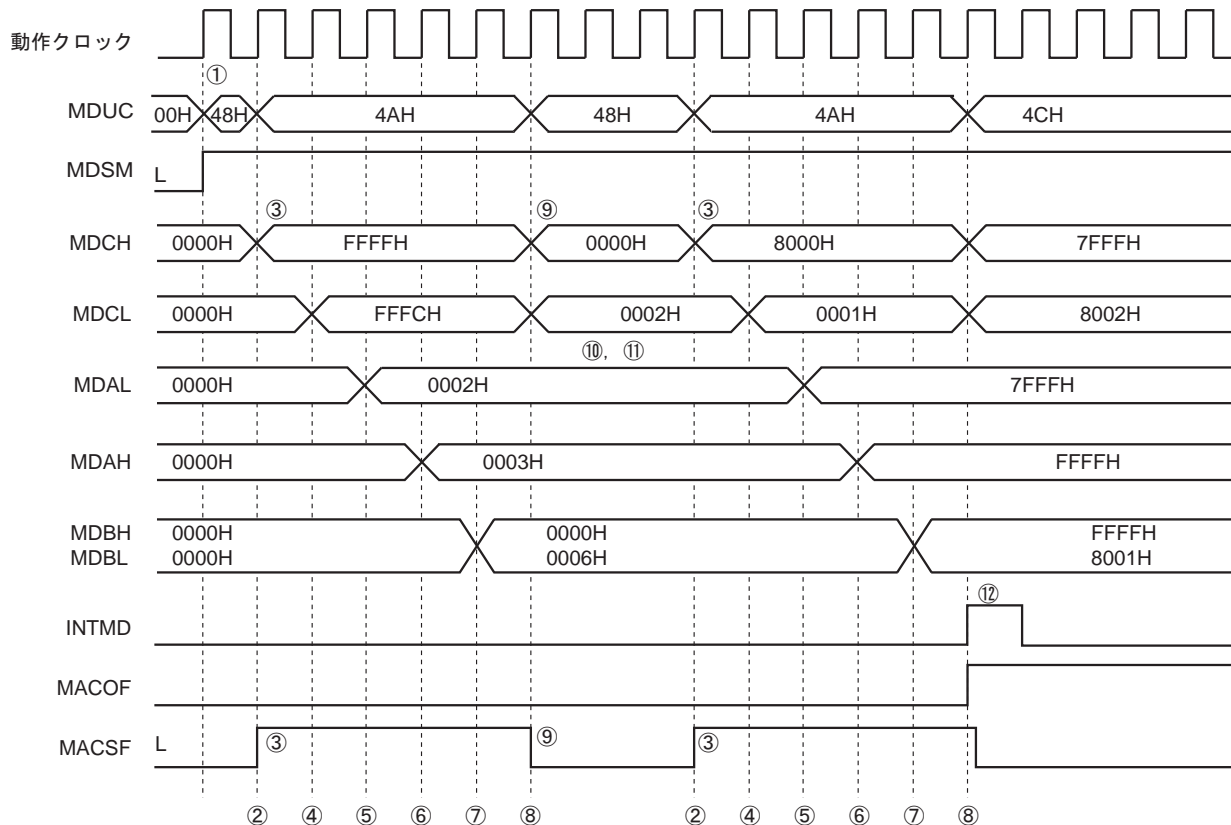 動作クロック
①
MDUC 00H 48H 4AH 48H 4AH 4CH
MDSM L
③ ⑨ ③
MDCH 0000H FFFFH 0000H 8000H 7FFFH
MDCL 0000H FFFCH 0002H 0001H 8002H
⑩, ⑪
MDAL 0000H 0002H 7FFFH
MDAH 0000H 0003H FFFFH
MDBH 0000H 0000H FFFFH
MDBL 0000H 0006H 8001H
⑫
INTMD
MACOF
MACSF L ③ ⑨ ③
② ④ ⑤ ⑥ ⑦ ⑧ ② ④ ⑤ ⑥ ⑦ ⑧